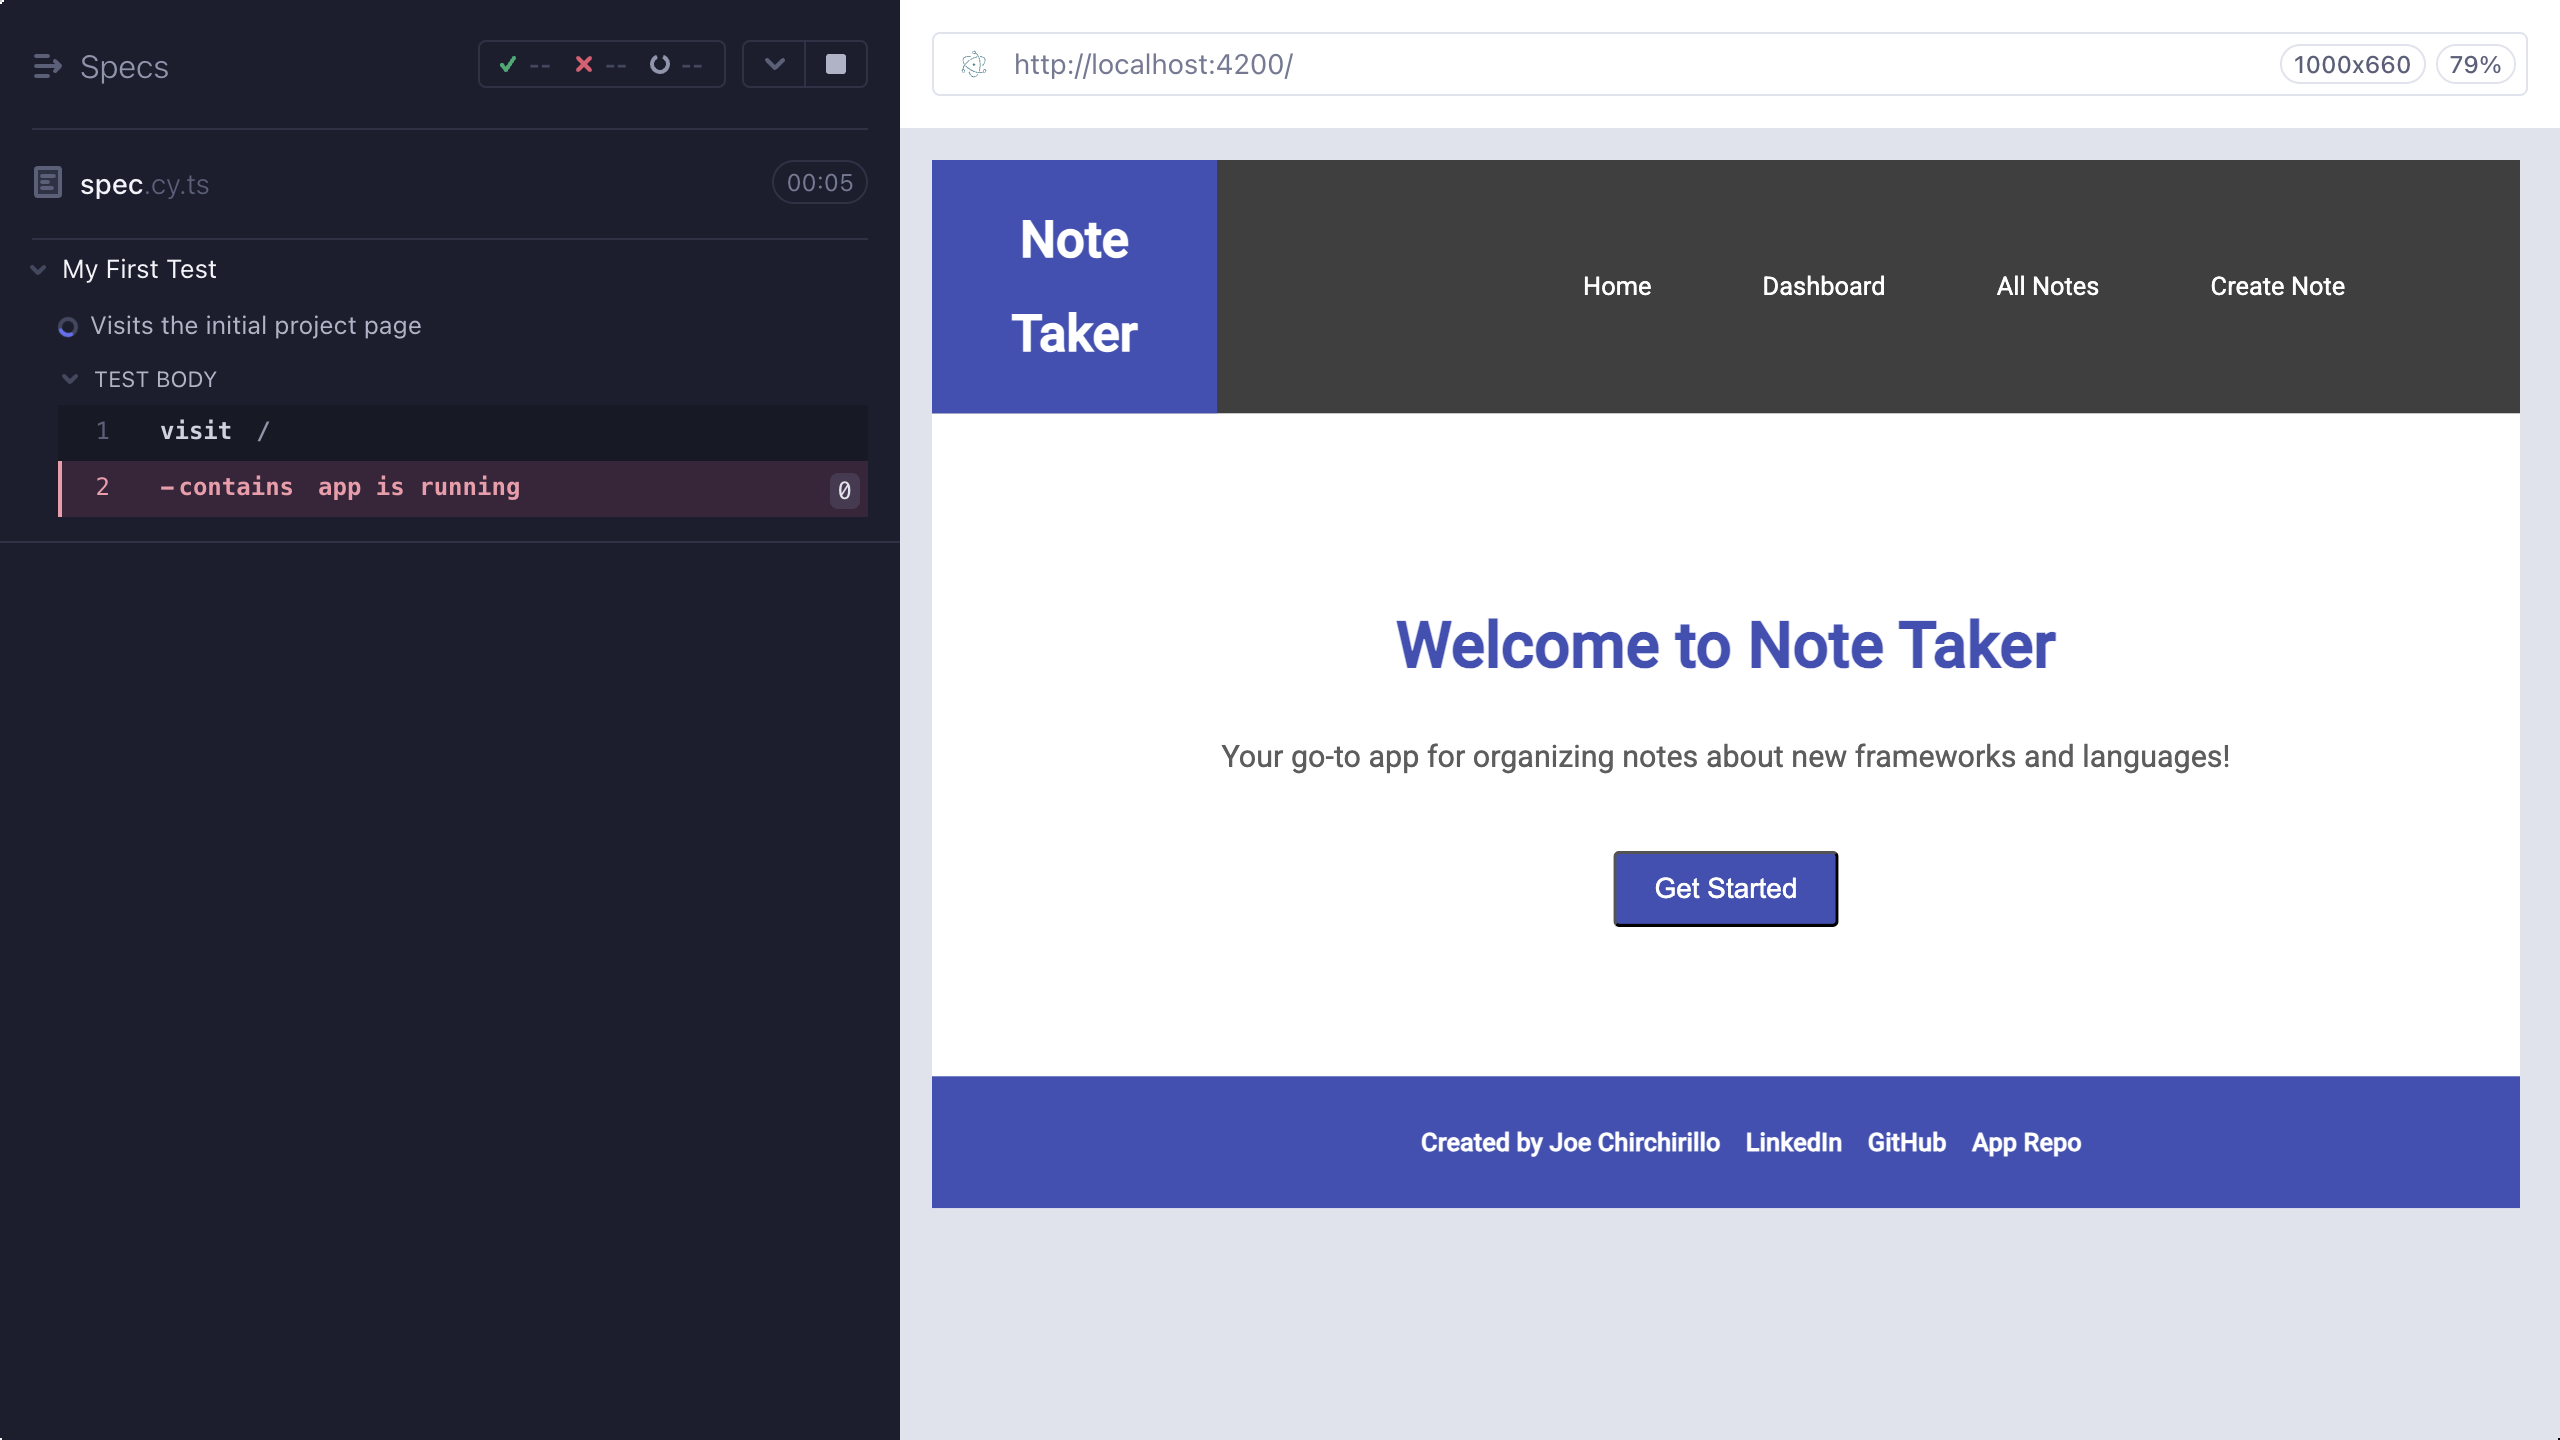 Specs
-- -- --
spec.cy.ts
00:05
My First Test
Visits the initial project page
TEST BODY
1 visit /
2 -contains app is running 0
http://localhost:4200/
1000x660
79%
Note
Taker
Home Dashboard All Notes Create Note
Welcome to Note Taker
Your go-to app for organizing notes about new frameworks and languages!
Get Started
Created by Joe Chirchirillo LinkedIn GitHub App Repo